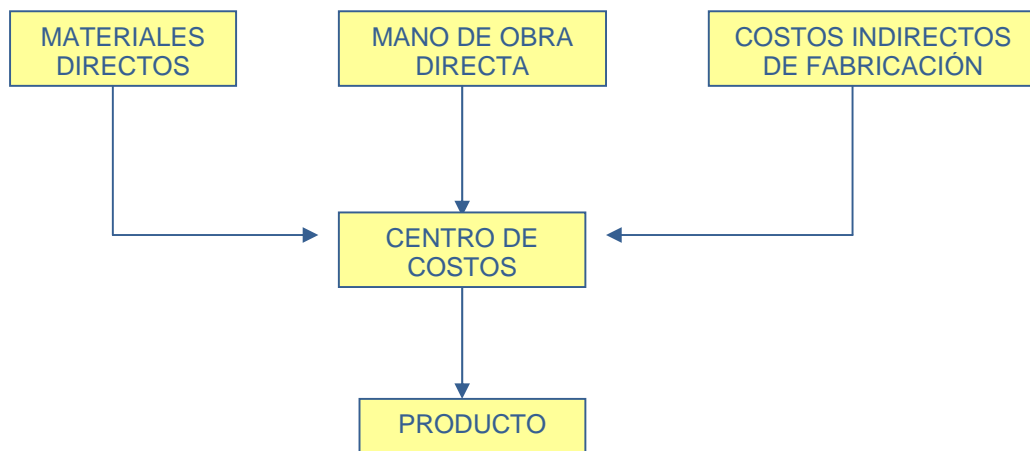 MATERIALES
DIRECTOS
MANO DE OBRA
DIRECTA
COSTOS INDIRECTOS
DE FABRICACIÓN
CENTRO DE
COSTOS
PRODUCTO